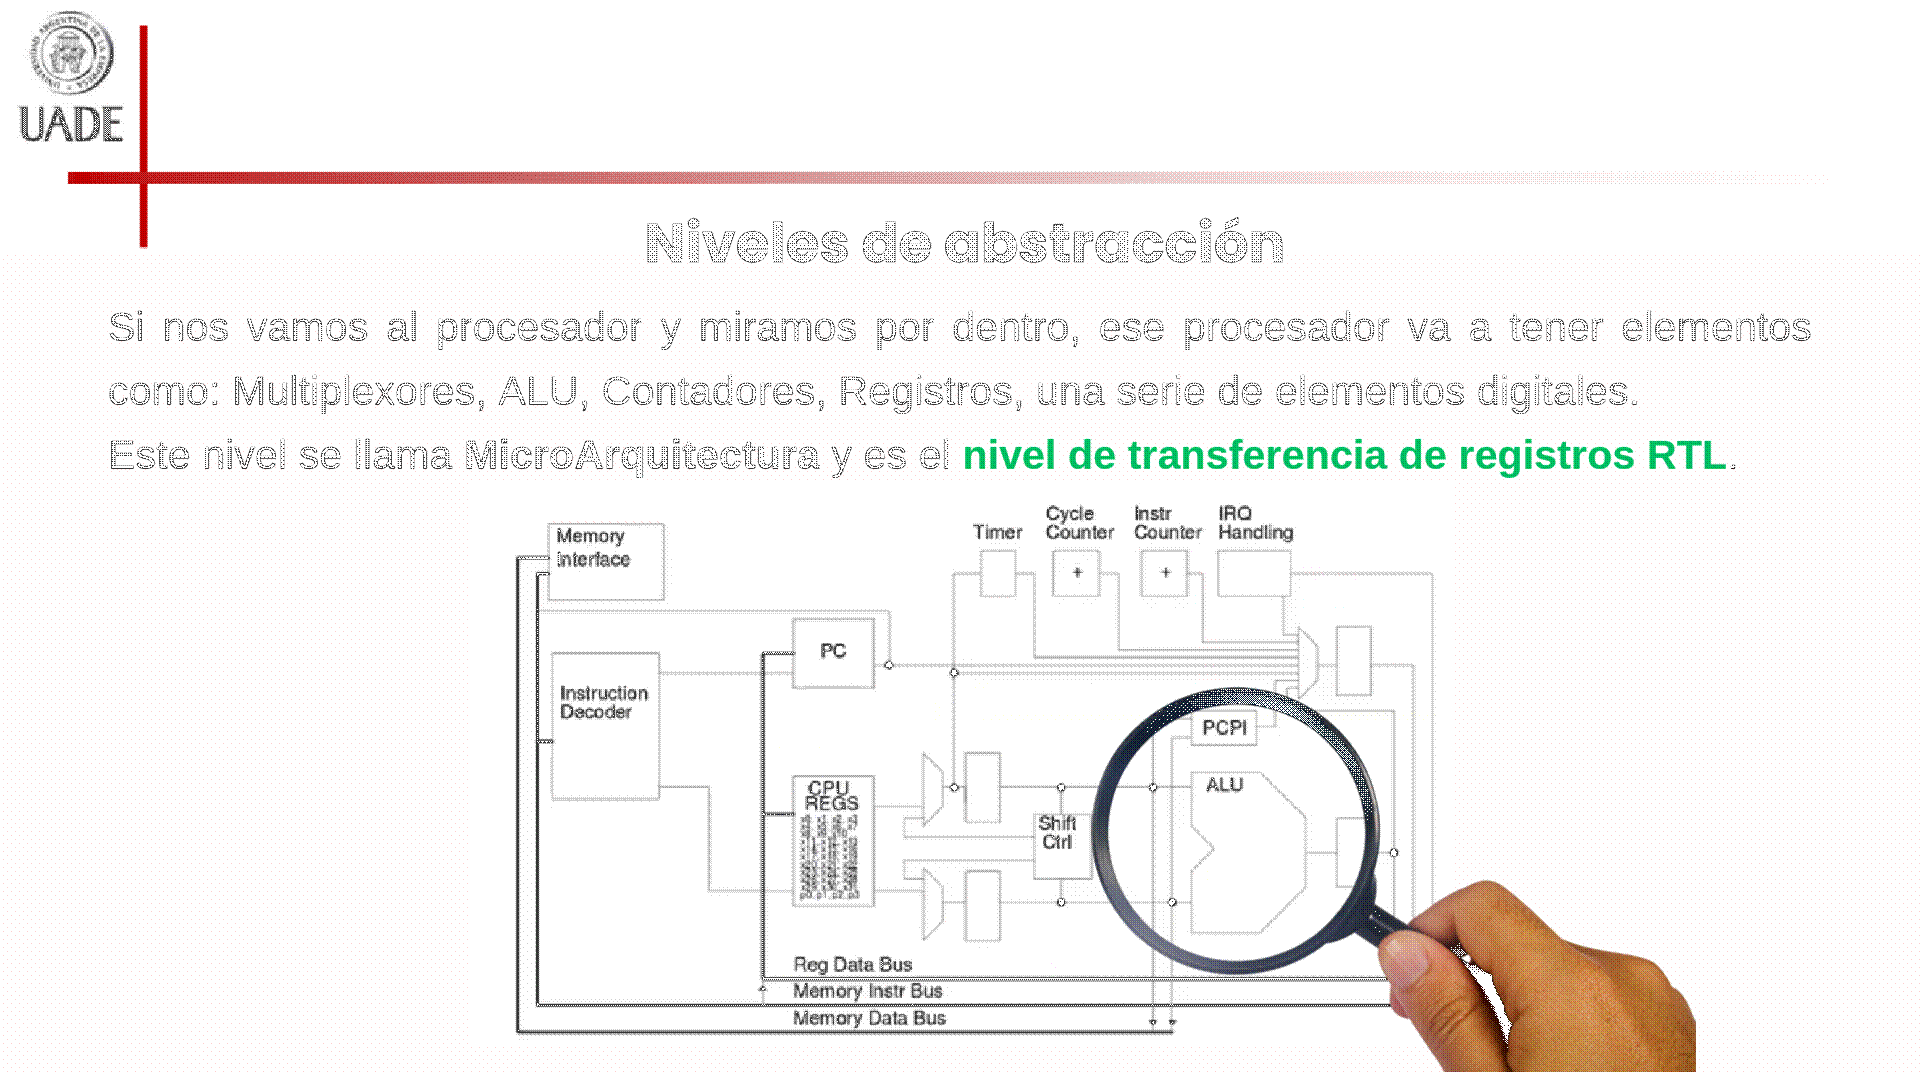 UADE
Niveles de abstracción
Si nos vamos al procesador y miramos por dentro, ese procesador va a tener elementos
como: Multiplexores, ALU, Contadores, Registros, una serie de elementos digitales.
Este nivel se llama MicroArquitectura y es el nivel de transferencia de registros RTL.
Memory
Interface
Timer
Cycle
Counter
Instr
Counter
IRQ
Handling
+
+
PC
Instruction
Decoder
PCPI
ALU
CPU
REGS
Shift
Ctrl
Reg Data Bus
Memory Instr Bus
Memory Data Bus